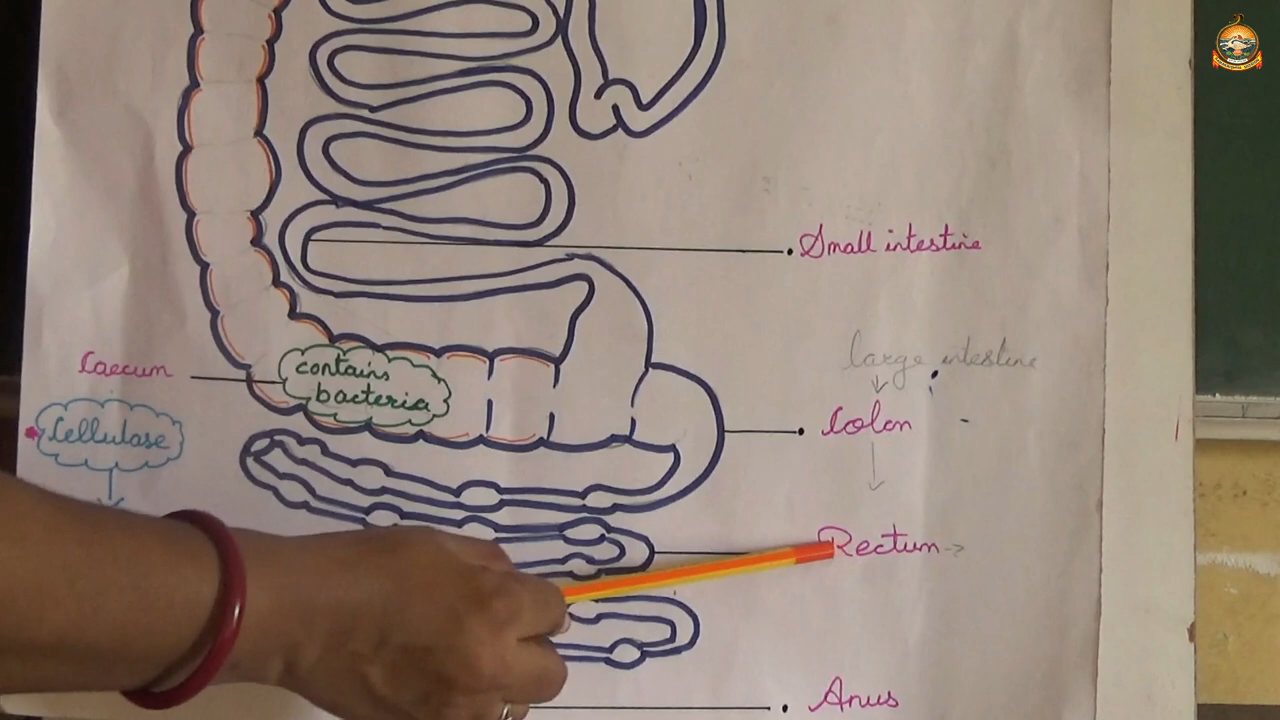 Small intestine
large intestine
Caecum
contains
bacteria
Colon
Cellulase
Rectum
Anus